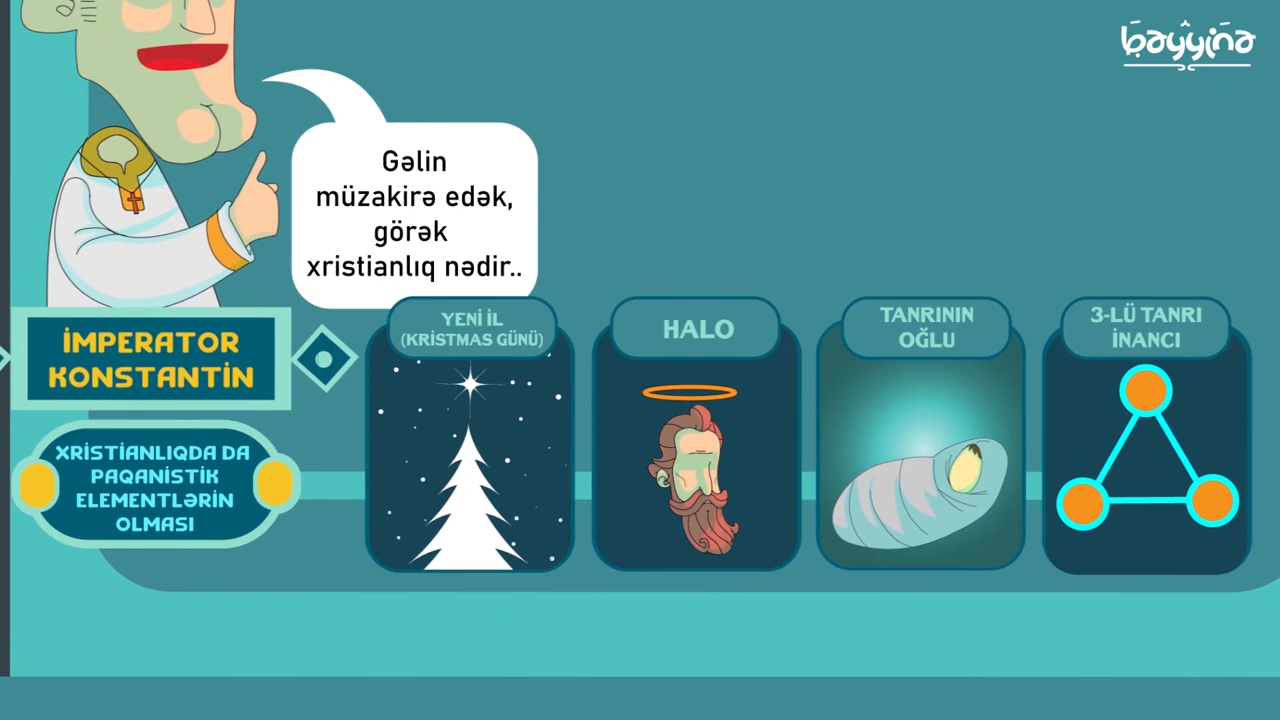 bayyina
Gəlin
müzakirə edək,
görək
xristianlıq nədir..
İMPERATOR
KONSTANTİN
XRİSTİANLIQDA DA
PAQANİSTİK
ELEMENTLƏRİN
OLMASI
YENİ İL
(KRİSTMAS GÜNÜ)
HALO
TANRININ
OĞLU
3-LÜ TANRI
İNANCI